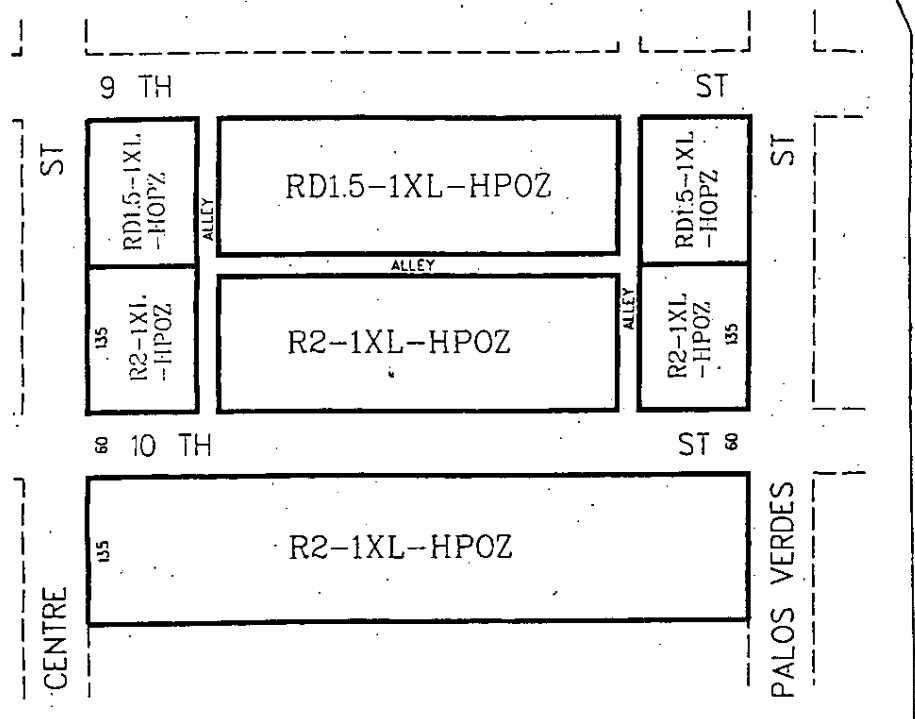 9 TH ST
ST
RD1.5-1XL
-HOPZ
ALLEY
RD1.5-1XL-HPOZ
RD1.5-1XL
-HOPZ
ST
ALLEY
135
R2-1XL
-HPOZ
R2-1XL-HPOZ
ALLEY
R2-1XL
-HPOZ
135
60 10 TH ST 60
135
R2-1XL-HPOZ
CENTRE
PALOS VERDES